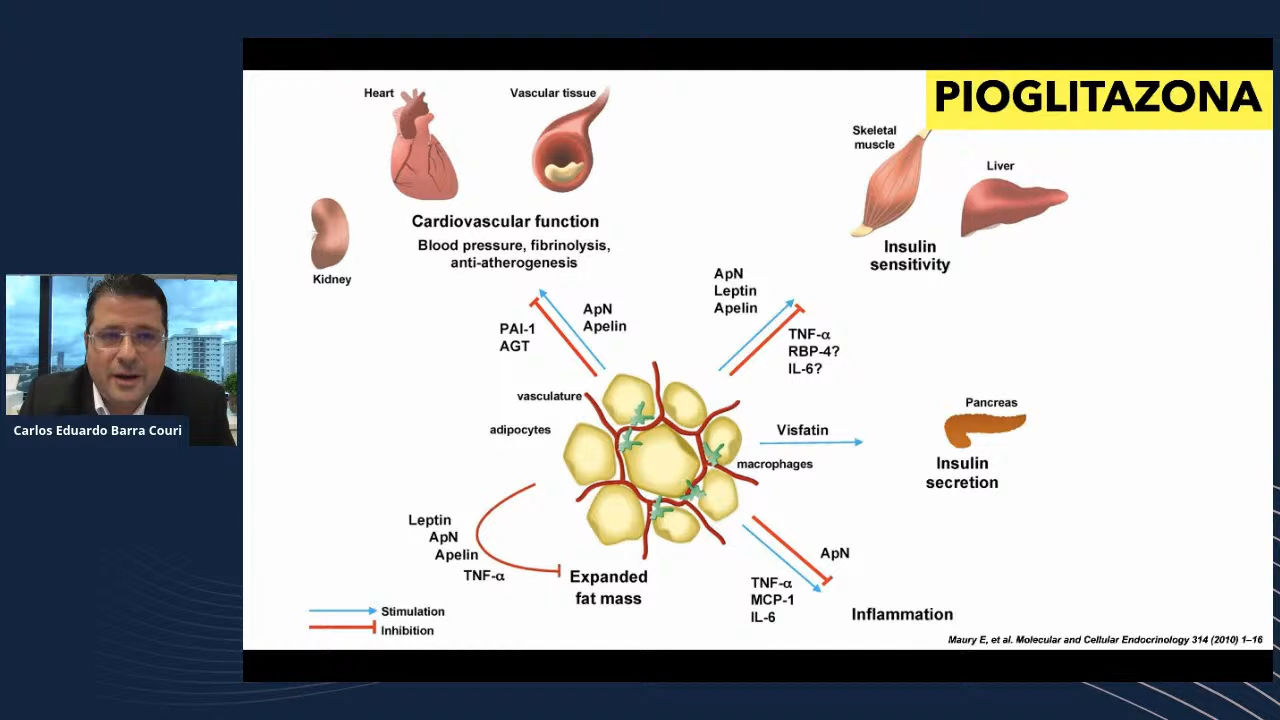 PIOGLITAZONA
Heart
Vascular tissue
Skeletal
muscle
Liver
Kidney
Cardiovascular function
Blood pressure, fibrinolysis,
anti-atherogenesis
Insulin
sensitivity
ApN
Leptin
Apelin
ApN
Apelin
PAI-1
AGT
TNF-α
RBP-4?
IL-6?
vasculature
adipocytes
macrophages
Visfatin
Pancreas
Insulin
secretion
Carlos Eduardo Barra Couri
Leptin
ApN
Apelin
TNF-α
Expanded
fat mass
ApN
TNF-α
MCP-1
IL-6
Inflammation
Stimulation
Inhibition
Maury E, et al. Molecular and Cellular Endocrinology 314 (2010) 1–16